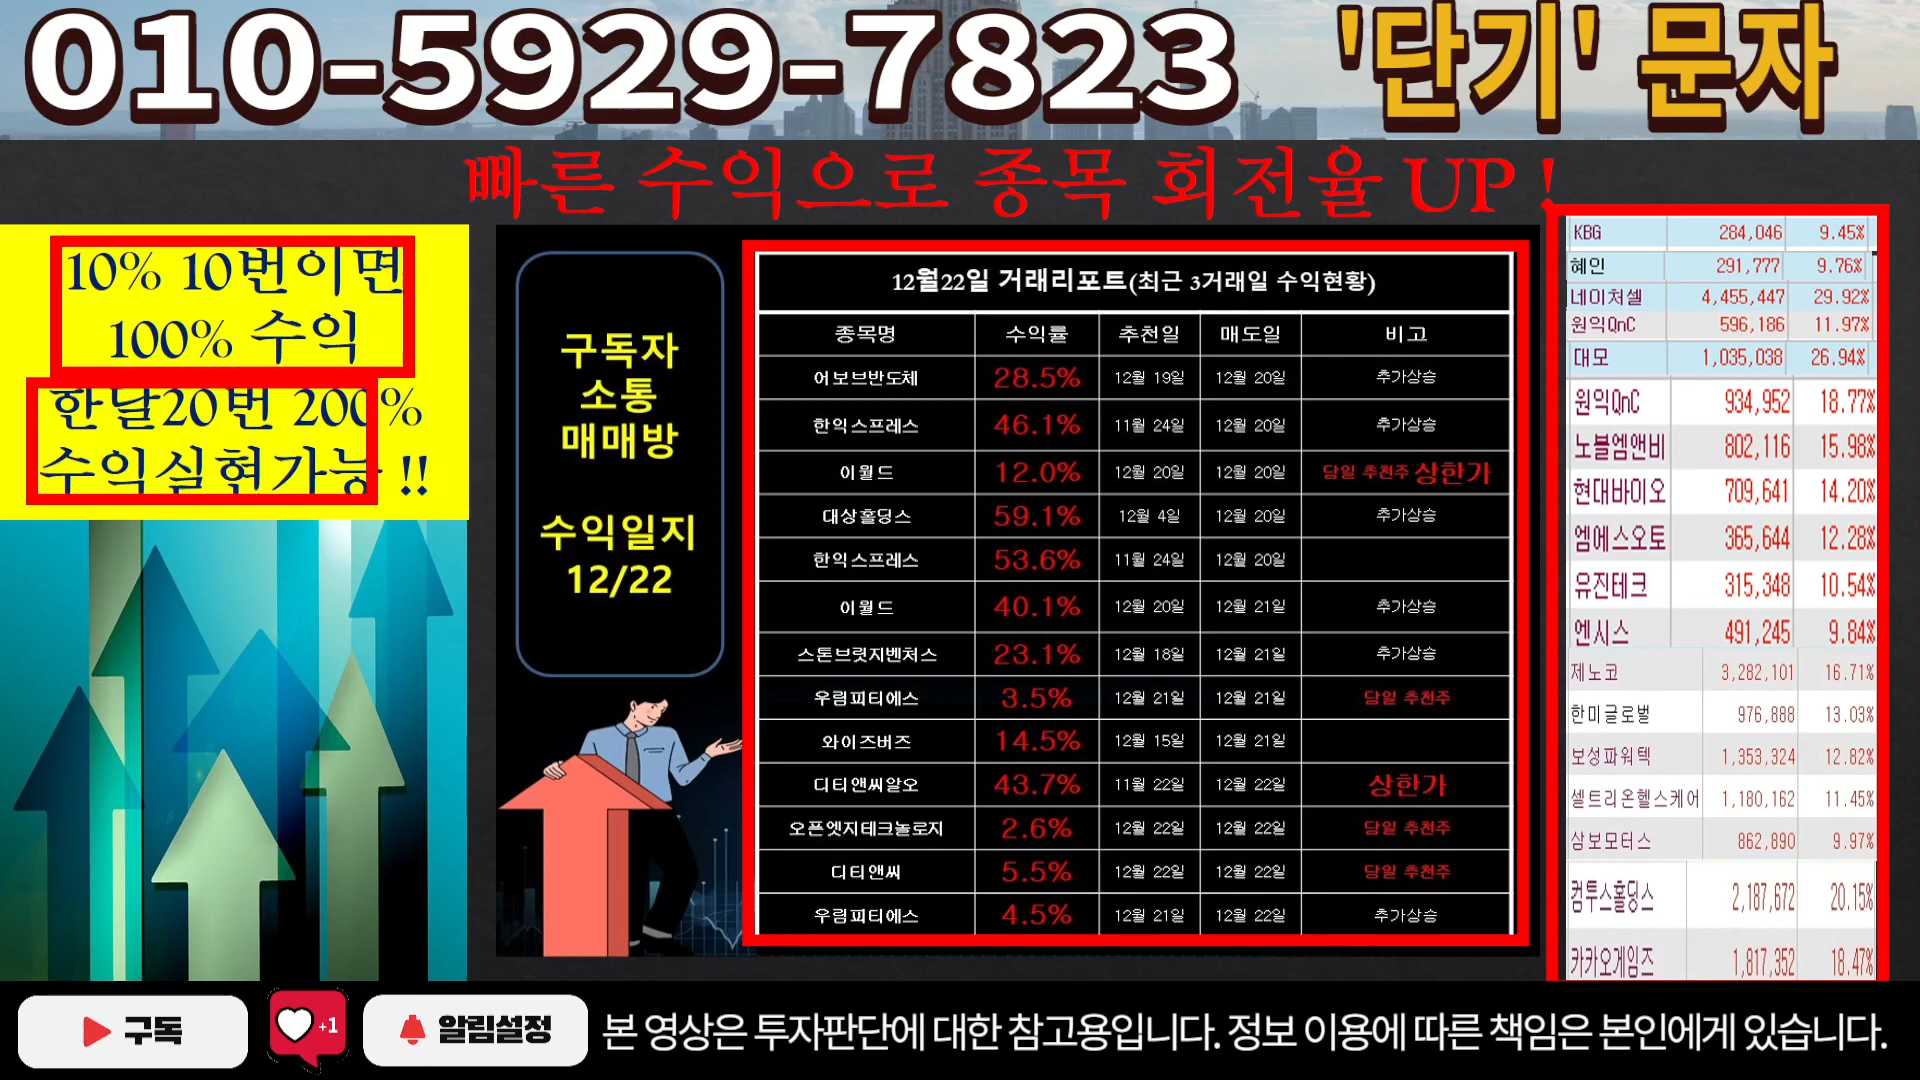 010-5929-7823 '단기' 문자
빠른 수익으로 종목 회전율 UP !
10% 10번이면
100% 수익
한달20번 200%
수익실현가능 !!
구독자
소통
매매방
수익일지
12/22
12월22일 거래리포트(최근 3거래일 수익현황)
종목명 수익률 추천일 매도일 비고
어보브반도체 28.5% 12월 19일 12월 20일 추가상승
한익스프레스 46.1% 11월 24일 12월 20일 추가상승
이월드 12.0% 12월 20일 12월 20일 당일 추천주 상한가
대상홀딩스 59.1% 12월 4일 12월 20일 추가상승
한익스프레스 53.6% 11월 24일 12월 20일
이월드 40.1% 12월 20일 12월 21일 추가상승
스톤브릿지벤처스 23.1% 12월 18일 12월 21일 추가상승
우림피티에스 3.5% 12월 21일 12월 21일 당일 추천주
와이즈버즈 14.5% 12월 15일 12월 21일
디티앤씨알오 43.7% 11월 22일 12월 22일 상한가
오픈엣지테크놀로지 2.6% 12월 22일 12월 22일 당일 추천주
디티앤씨 5.5% 12월 22일 12월 22일 당일 추천주
우림피티에스 4.5% 12월 21일 12월 22일 추가상승
KBG 284,046 9.45%
혜인 291,777 9.76%
네이처셀 4,455,447 29.92%
원익QnC 596,186 11.97%
대모 1,035,038 26.94%
원익QnC 934,952 18.77%
노블엠앤비 802,116 15.98%
현대바이오 709,641 14.20%
엠에스오토 365,644 12.28%
유진테크 315,348 10.54%
엔시스 491,245 9.84%
제노코 3,282,101 16.71%
한미글로벌 976,888 13.03%
보성파워텍 1,353,324 12.82%
셀트리온헬스케어 1,180,162 11.45%
삼보모터스 862,890 9.97%
컴투스홀딩스 2,187,672 20.15%
카카오게임즈 1,817,352 18.47%
구독 +1 알림설정 본 영상은 투자판단에 대한 참고용입니다. 정보 이용에 따른 책임은 본인에게 있습니다.